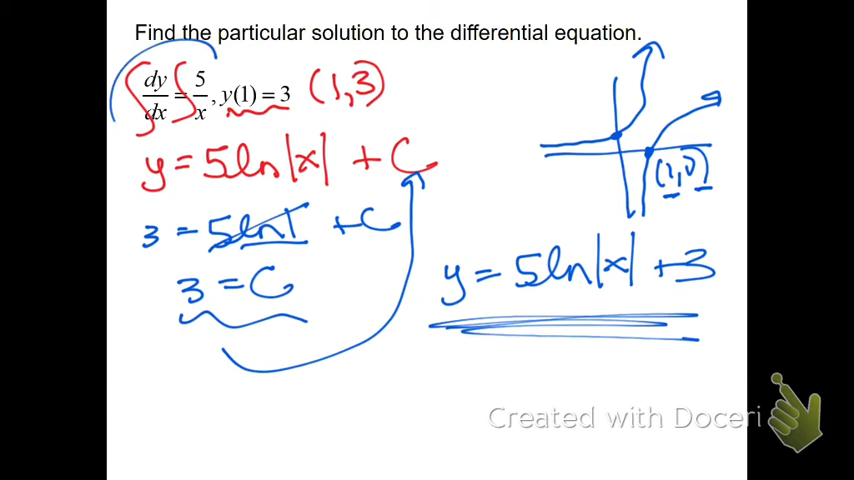 Find the particular solution to the differential equation.
∫ dy/dx = ∫ 5/x, y(1) = 3 (1,3)
y = 5ln|x| + C
(1,0)
3 = 5ln1 + C
3 = C
y = 5ln|x| + 3
Created with Doceri